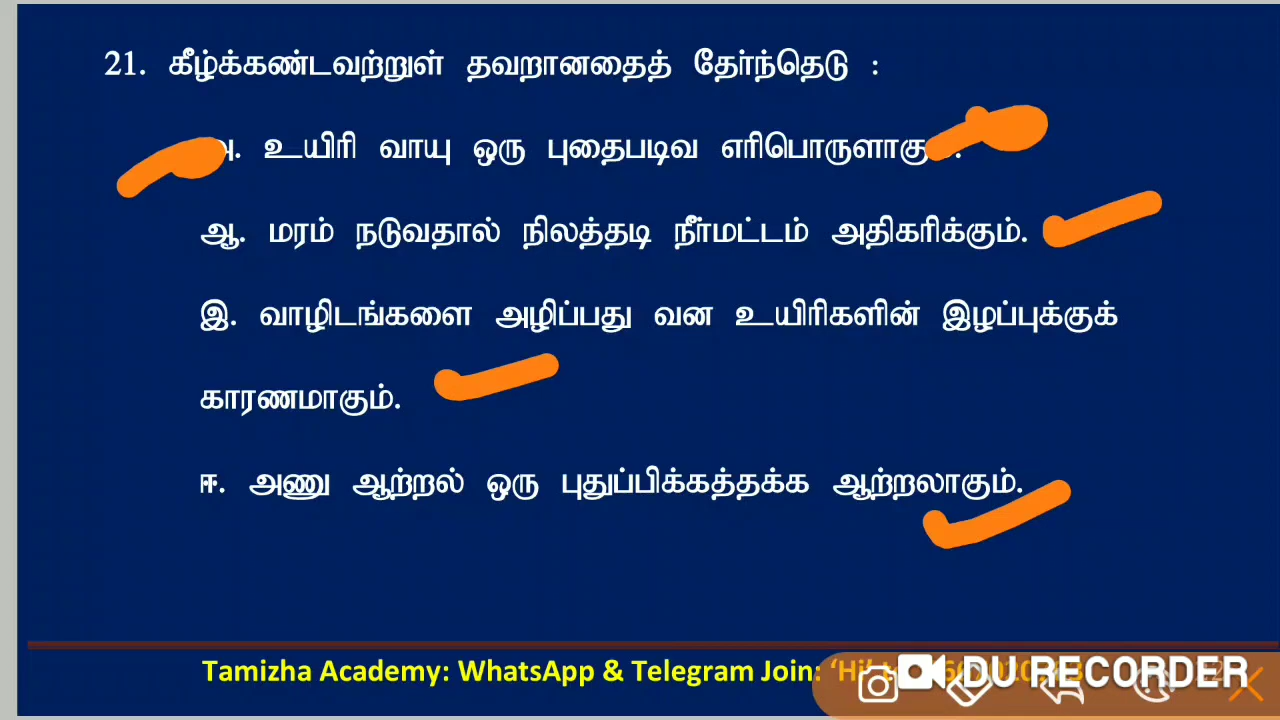 21. கீழ்க்கண்டவற்றுள் தவறானதைத் தேர்ந்தெடு :
அ. உயிரி வாயு ஒரு புதைபடிவ எரிபொருளாகும்.
ஆ. மரம் நடுவதால் நிலத்தடி நீர்மட்டம் அதிகரிக்கும்.
இ. வாழிடங்களை அழிப்பது வன உயிரிகளின் இழப்புக்குக்
காரணமாகும்.
ஈ. அணு ஆற்றல் ஒரு புதுப்பிக்கத்தக்க ஆற்றலாகும்.
Tamizha Academy: WhatsApp & Telegram Join: ‘Hi’
DU RECORDER